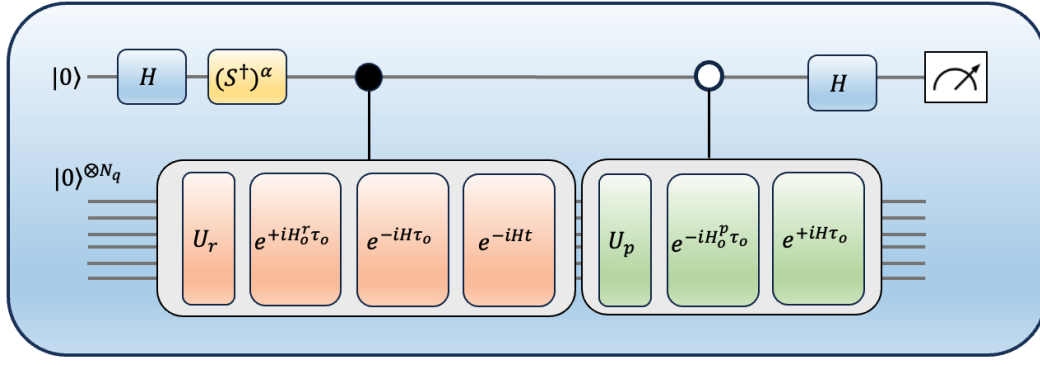 |0⟩ H (S†)^α H
|0⟩^⊗N_q
U_r e^{+iH_o^r τ_o} e^{−iHτ_o} e^{−iHt} U_p e^{−iH_o^p τ_o} e^{+iHτ_o}